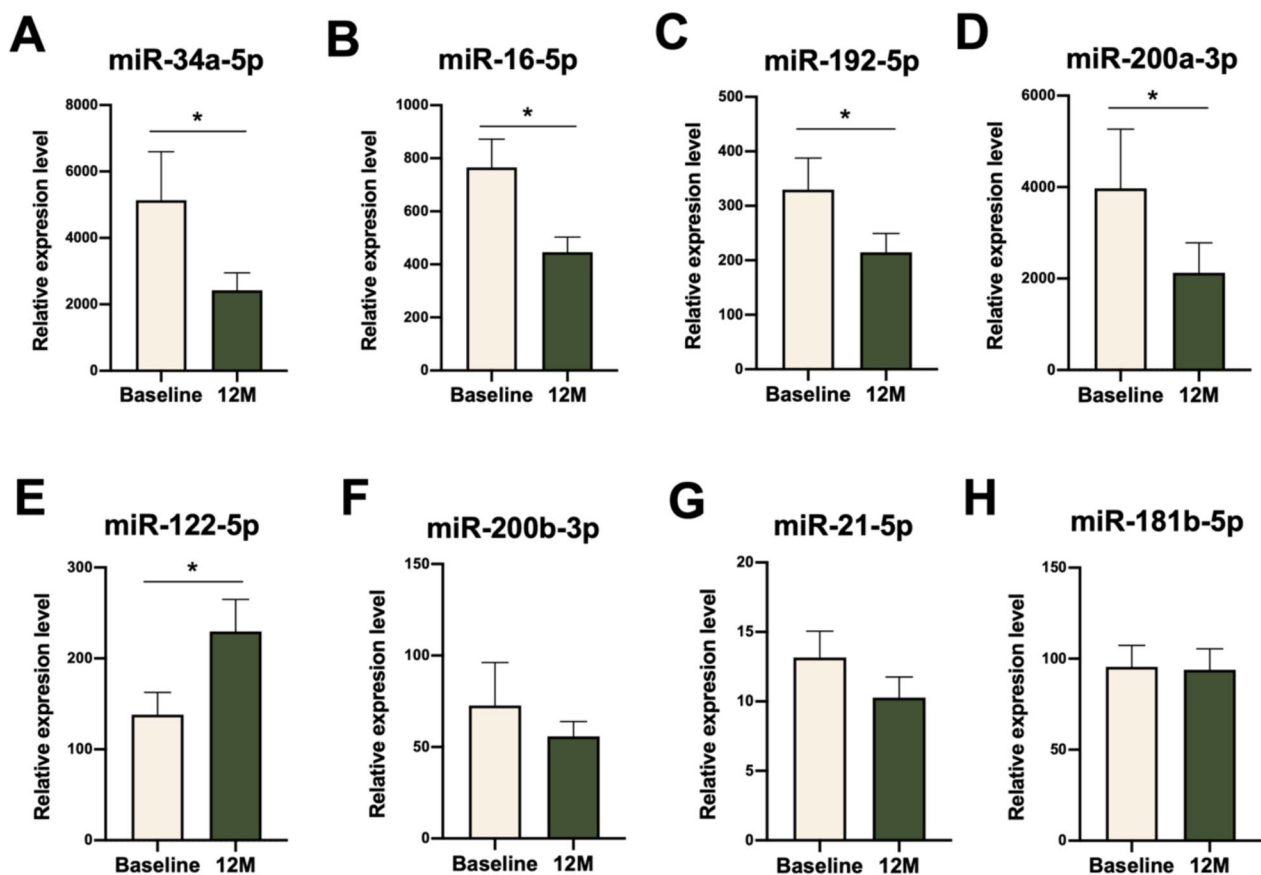 A
miR-34a-5p
Relative expresion level
8000
6000
4000
2000
0
*
Baseline 12M
B
miR-16-5p
Relative expresion level
1000
800
600
400
200
0
*
Baseline 12M
C
miR-192-5p
Relative expresion level
500
400
300
200
100
0
*
Baseline 12M
D
miR-200a-3p
Relative expresion level
6000
4000
2000
0
*
Baseline 12M
E
miR-122-5p
Relative expresion level
300
200
100
0
*
Baseline 12M
F
miR-200b-3p
Relative expresion level
150
100
50
0
Baseline 12M
G
miR-21-5p
Relative expresion level
20
15
10
5
0
Baseline 12M
H
miR-181b-5p
Relative expresion level
150
100
50
0
Baseline 12M